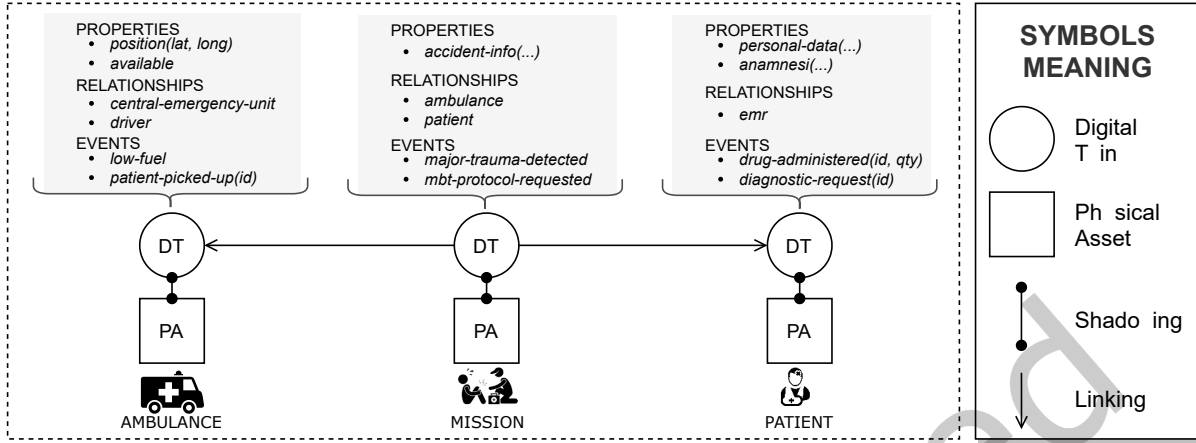 PROPERTIES
• position(lat, long)
• available
RELATIONSHIPS
• central-emergency-unit
• driver
EVENTS
• low-fuel
• patient-picked-up(id)
PROPERTIES
• accident-info(...)
RELATIONSHIPS
• ambulance
• patient
EVENTS
• major-trauma-detected
• mbt-protocol-requested
PROPERTIES
• personal-data(...)
• anamnesi(...)
RELATIONSHIPS
• emr
EVENTS
• drug-administered(id, qty)
• diagnostic-request(id)
DT
DT
DT
PA
PA
PA
AMBULANCE
MISSION
PATIENT
SYMBOLS
MEANING
Digital
T in
Ph sical
Asset
Shado ing
Linking